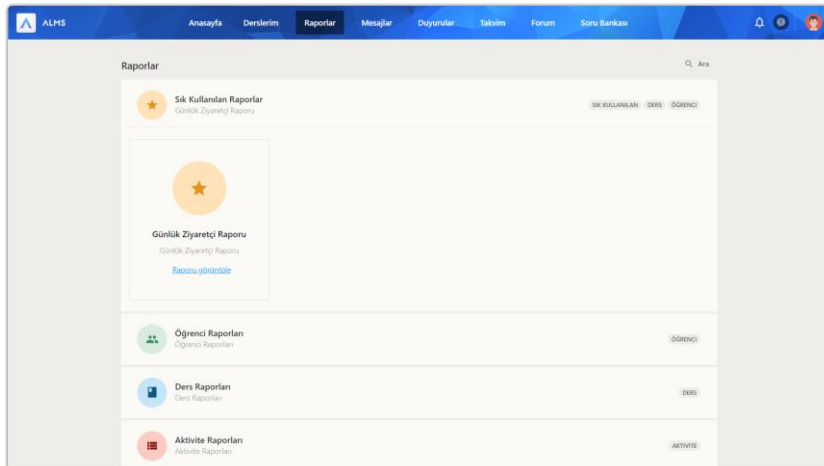 ALMS
Anasayfa Derslerim Raporlar Mesajlar Duyurular Takvim Forum Soru Bankası
Raporlar
Ara
Sık Kullanılan Raporlar
Günlük Ziyaretçi Raporu
SIK KULLANILAN DERS ÖĞRENCİ
Günlük Ziyaretçi Raporu
Günlük Ziyaretçi Raporu
Raporu görüntüle
Öğrenci Raporları
Öğrenci Raporları
ÖĞRENCİ
Ders Raporları
Ders Raporları
DERS
Aktivite Raporları
Aktivite Raporları
AKTİVİTE